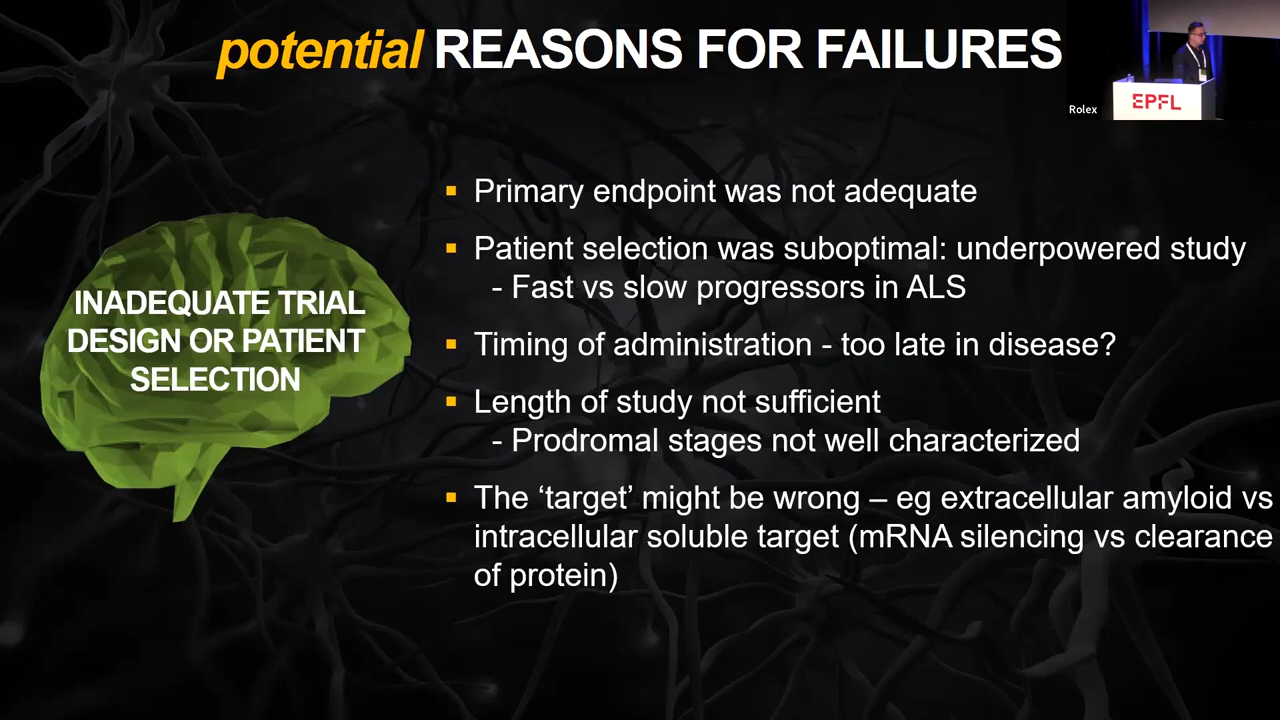 potential REASONS FOR FAILURES
EPFL
Rolex
INADEQUATE TRIAL
DESIGN OR PATIENT
SELECTION
▪ Primary endpoint was not adequate
▪ Patient selection was suboptimal: underpowered study
- Fast vs slow progressors in ALS
▪ Timing of administration - too late in disease?
▪ Length of study not sufficient
- Prodromal stages not well characterized
▪ The ‘target’ might be wrong – eg extracellular amyloid vs
intracellular soluble target (mRNA silencing vs clearance
of protein)